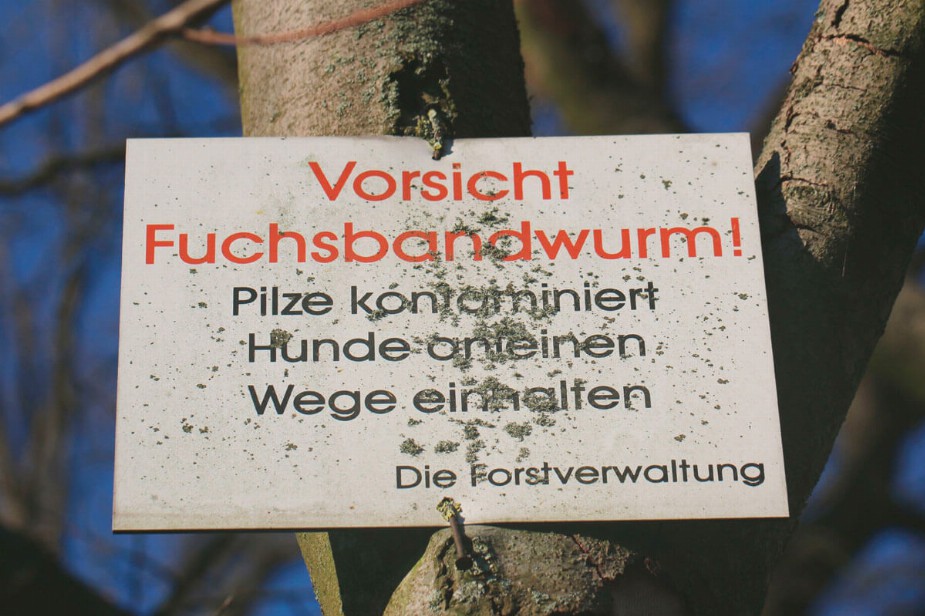 Vorsicht
Fuchsbandwurm!
Pilze kontaminiert
Hunde anleinen
Wege einhalten
Die Forstverwaltung